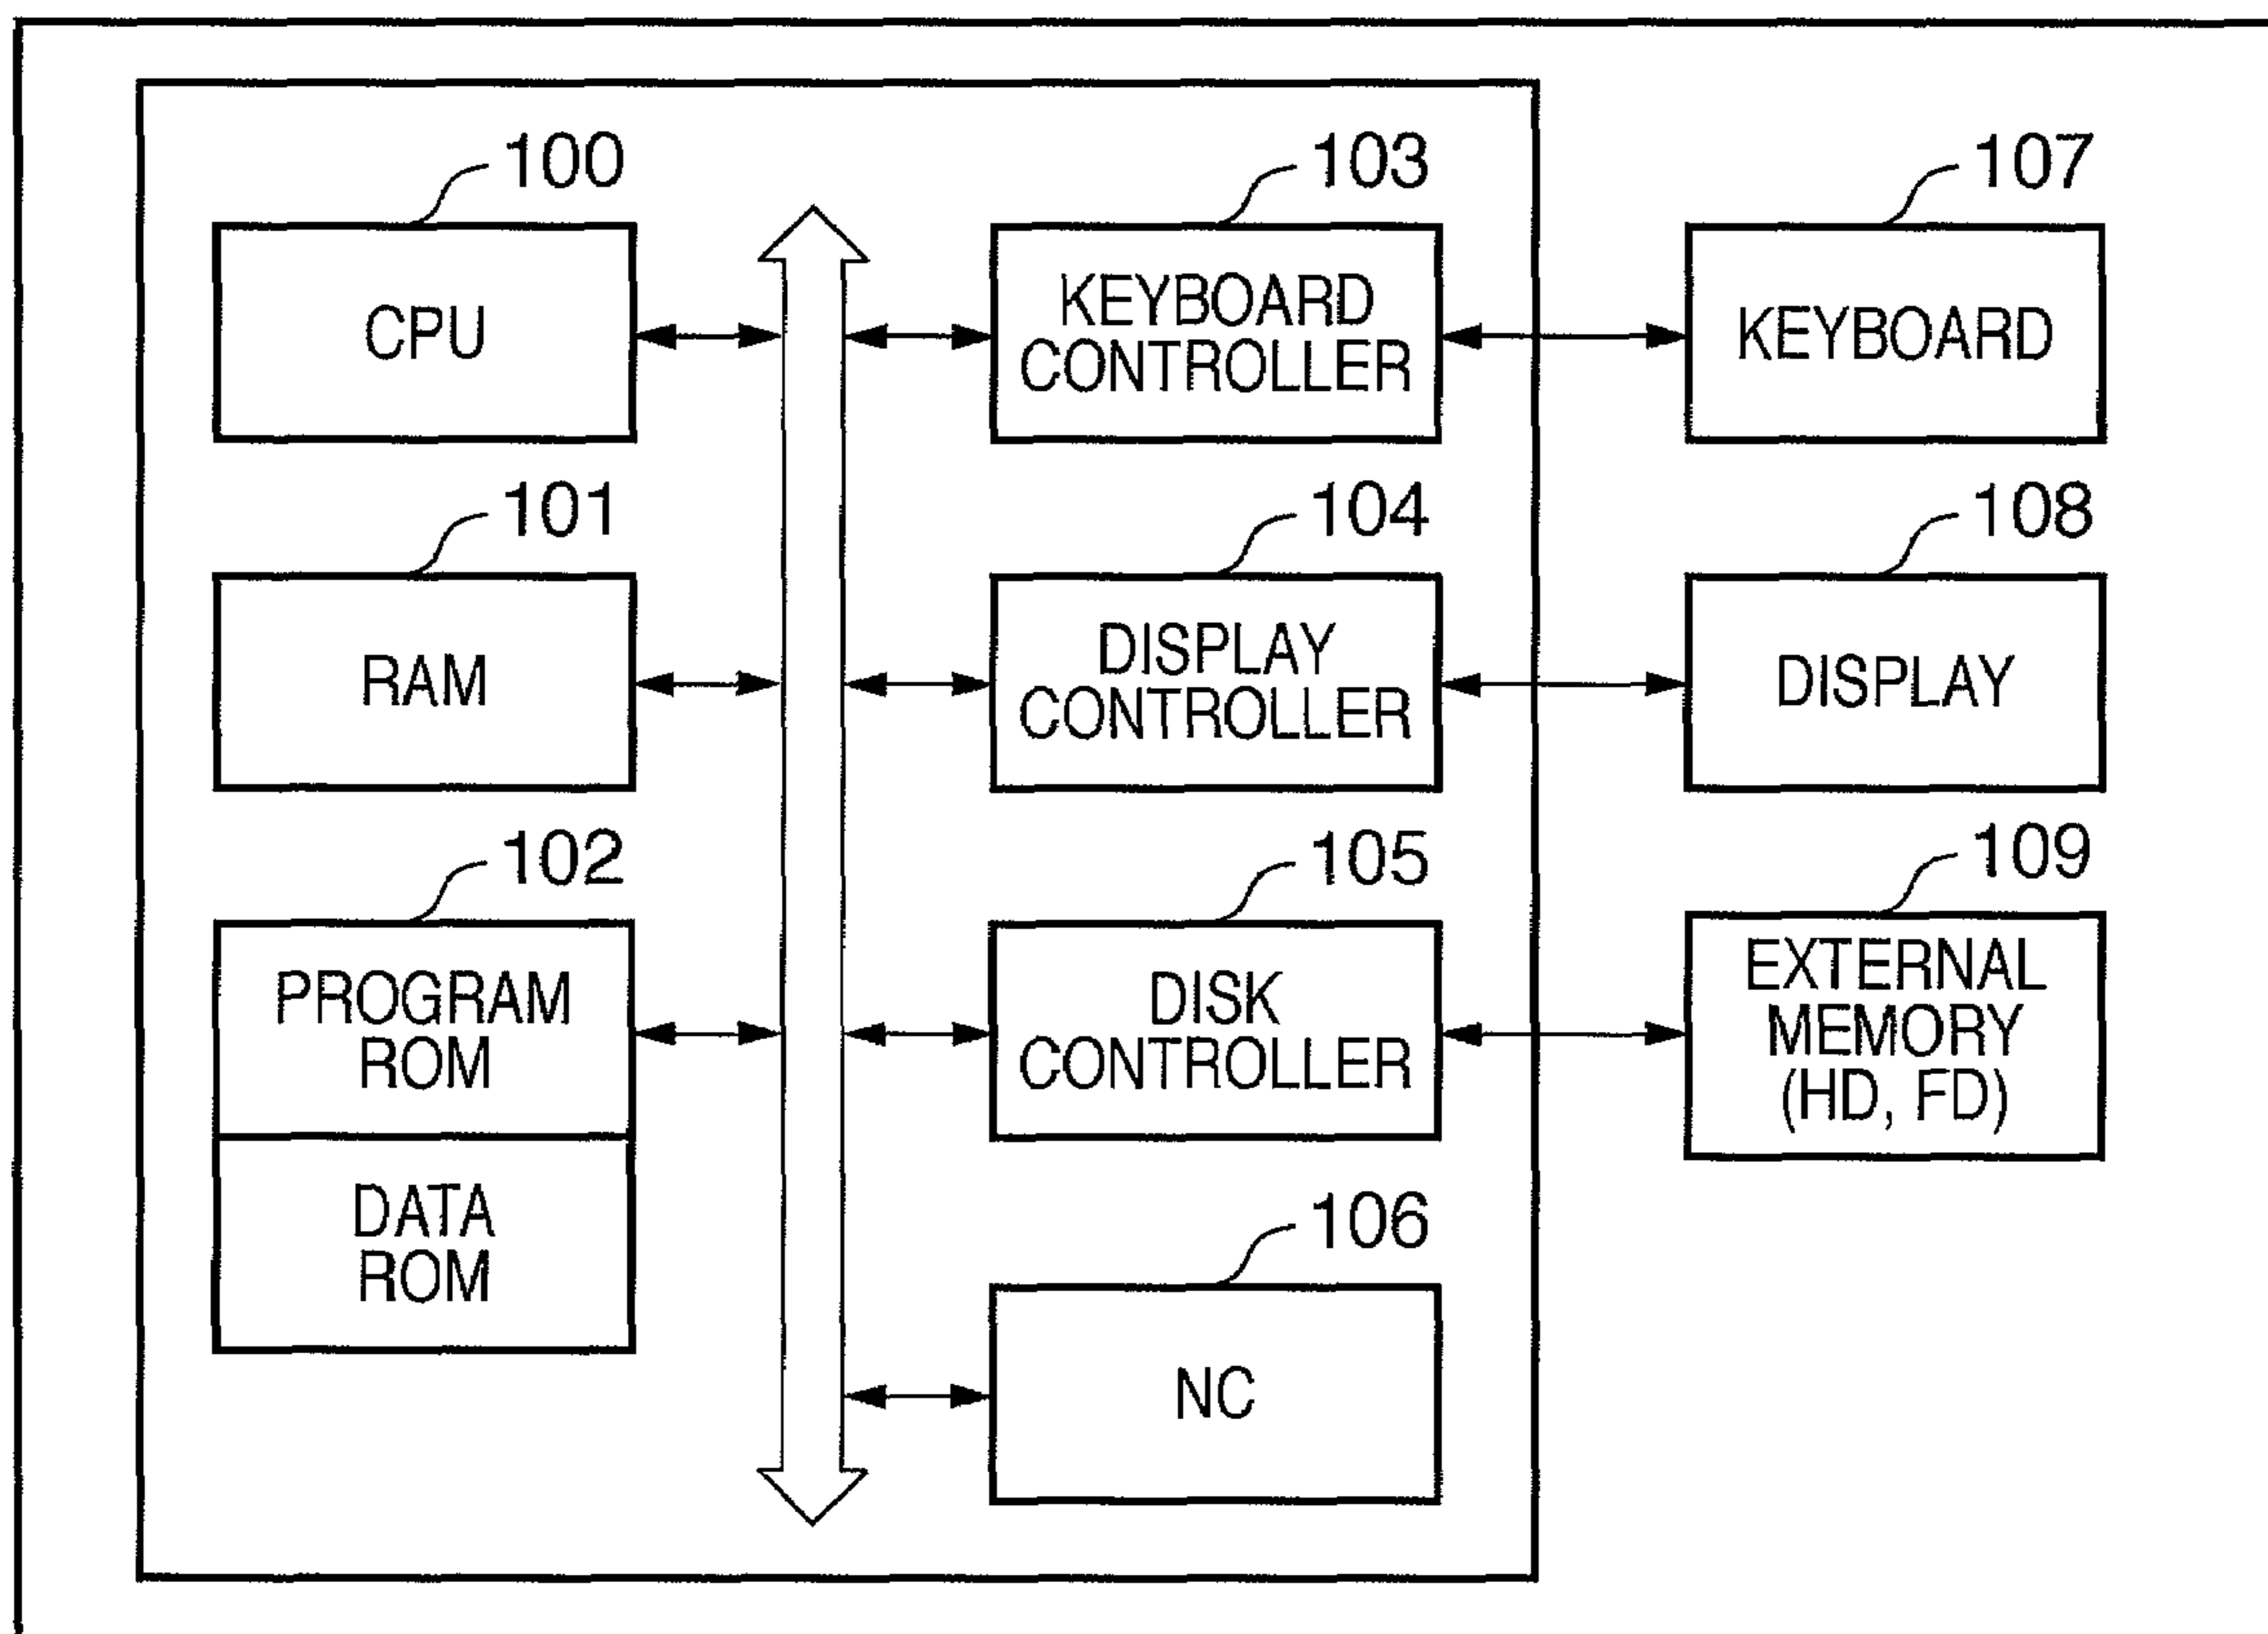 100
CPU
101
RAM
102
PROGRAM
ROM
DATA
ROM
103
KEYBOARD
CONTROLLER
104
DISPLAY
CONTROLLER
105
DISK
CONTROLLER
106
NC
107
KEYBOARD
108
DISPLAY
109
EXTERNAL
MEMORY
(HD, FD)